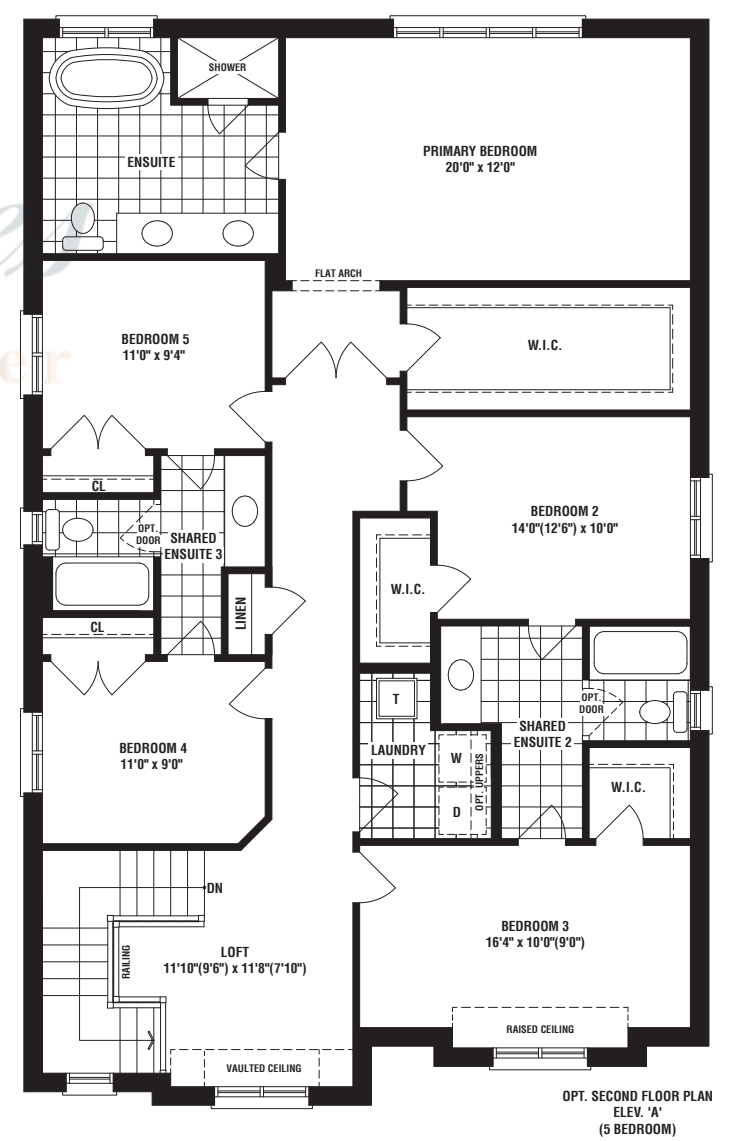 SHOWER
ENSUITE
PRIMARY BEDROOM
20'0" x 12'0"
es
FLAT ARCH
BEDROOM 5
11'0" x 9'4"
er
W.I.C.
CL
BEDROOM 2
14'0"(12'6") x 10'0"
OPT.
DOOR
SHARED
ENSUITE 3
W.I.C.
LINEN
CL
T
OPT.
DOOR
SHARED
ENSUITE 2
LAUNDRY
W
D
OPT. UPPERS
W.I.C.
BEDROOM 4
11'0" x 9'0"
DN
RAILING
LOFT
11'10"(9'6") x 11'8"(7'10")
BEDROOM 3
16'4" x 10'0"(9'0")
RAISED CEILING
VAULTED CEILING
OPT. SECOND FLOOR PLAN
ELEV. 'A'
(5 BEDROOM)